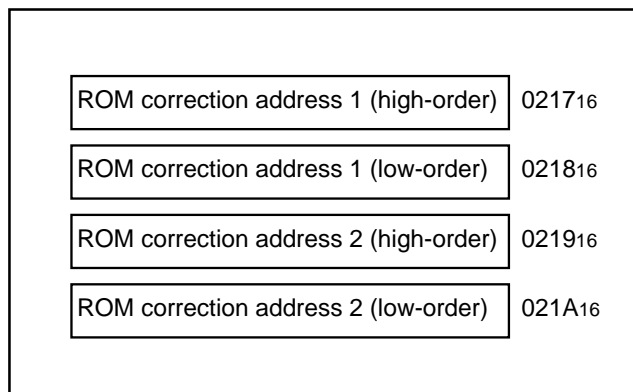 ROM correction address 1 (high-order) 0217₁₆
ROM correction address 1 (low-order) 0218₁₆
ROM correction address 2 (high-order) 0219₁₆
ROM correction address 2 (low-order) 021A₁₆